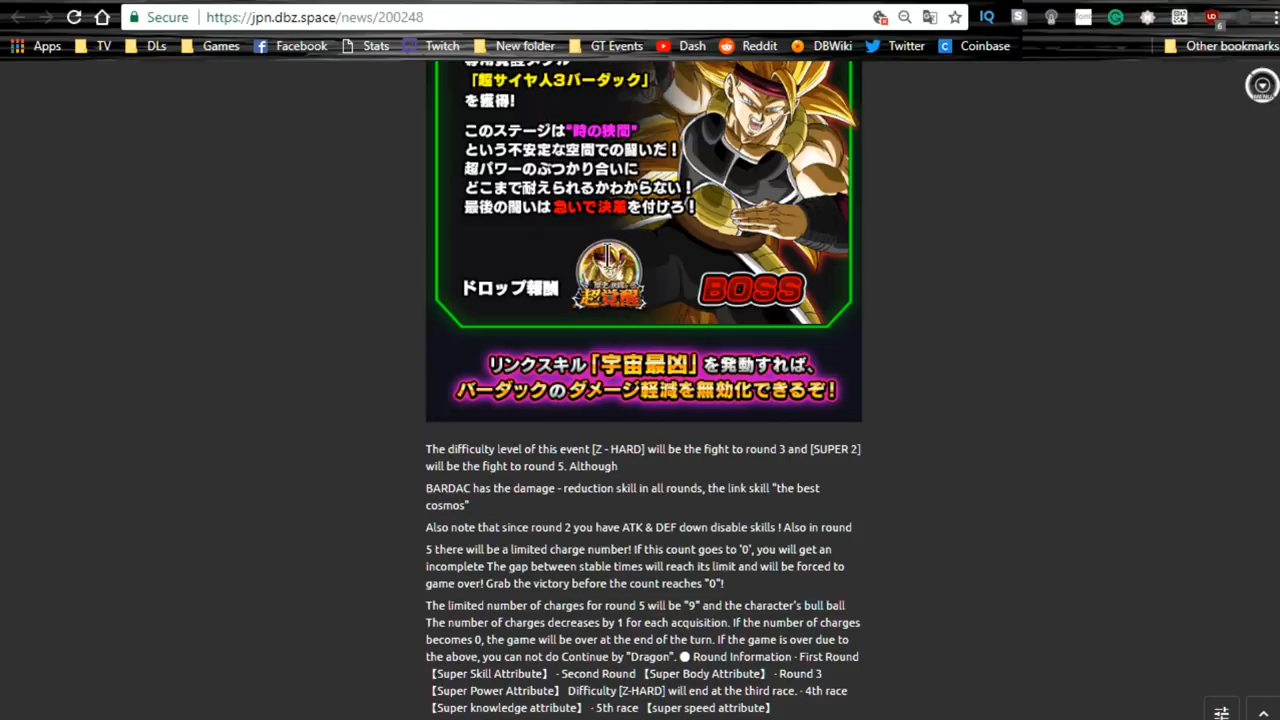 Secure https://jpn.dbz.space/news/200248
Apps TV DLs Games Facebook Stats Twitch New folder GT Events Dash Reddit DBWiki Twitter Coinbase Other bookmarks
「超サイヤ人3バーダック」
を獲得!
このステージは"時の狭間"
という不安定な空間での闘いだ!
超パワーのぶつかり合いに
どこまで耐えられるかわからない!
最後の闘いは急いで決着を付けろ!
ドロップ報酬
超覚醒
BOSS
リンクスキル「宇宙最凶」を発動すれば、
バーダックのダメージ軽減を無効化できるぞ!
The difficulty level of this event [Z - HARD] will be the fight to round 3 and [SUPER 2]
will be the fight to round 5. Although
BARDAC has the damage - reduction skill in all rounds, the link skill "the best
cosmos"
Also note that since round 2 you have ATK & DEF down disable skills ! Also in round
5 there will be a limited charge number! If this count goes to '0', you will get an
incomplete The gap between stable times will reach its limit and will be forced to
game over! Grab the victory before the count reaches "0"!
The limited number of charges for round 5 will be "9" and the character's bull ball
The number of charges decreases by 1 for each acquisition. If the number of charges
becomes 0, the game will be over at the end of the turn. If the game is over due to
the above, you can not do Continue by "Dragon". ● Round Information · First Round
【Super Skill Attribute】 · Second Round 【Super Body Attribute】 · Round 3
【Super Power Attribute】 Difficulty [Z-HARD] will end at the third race. · 4th race
【Super knowledge attribute】 · 5th race 【super speed attribute】